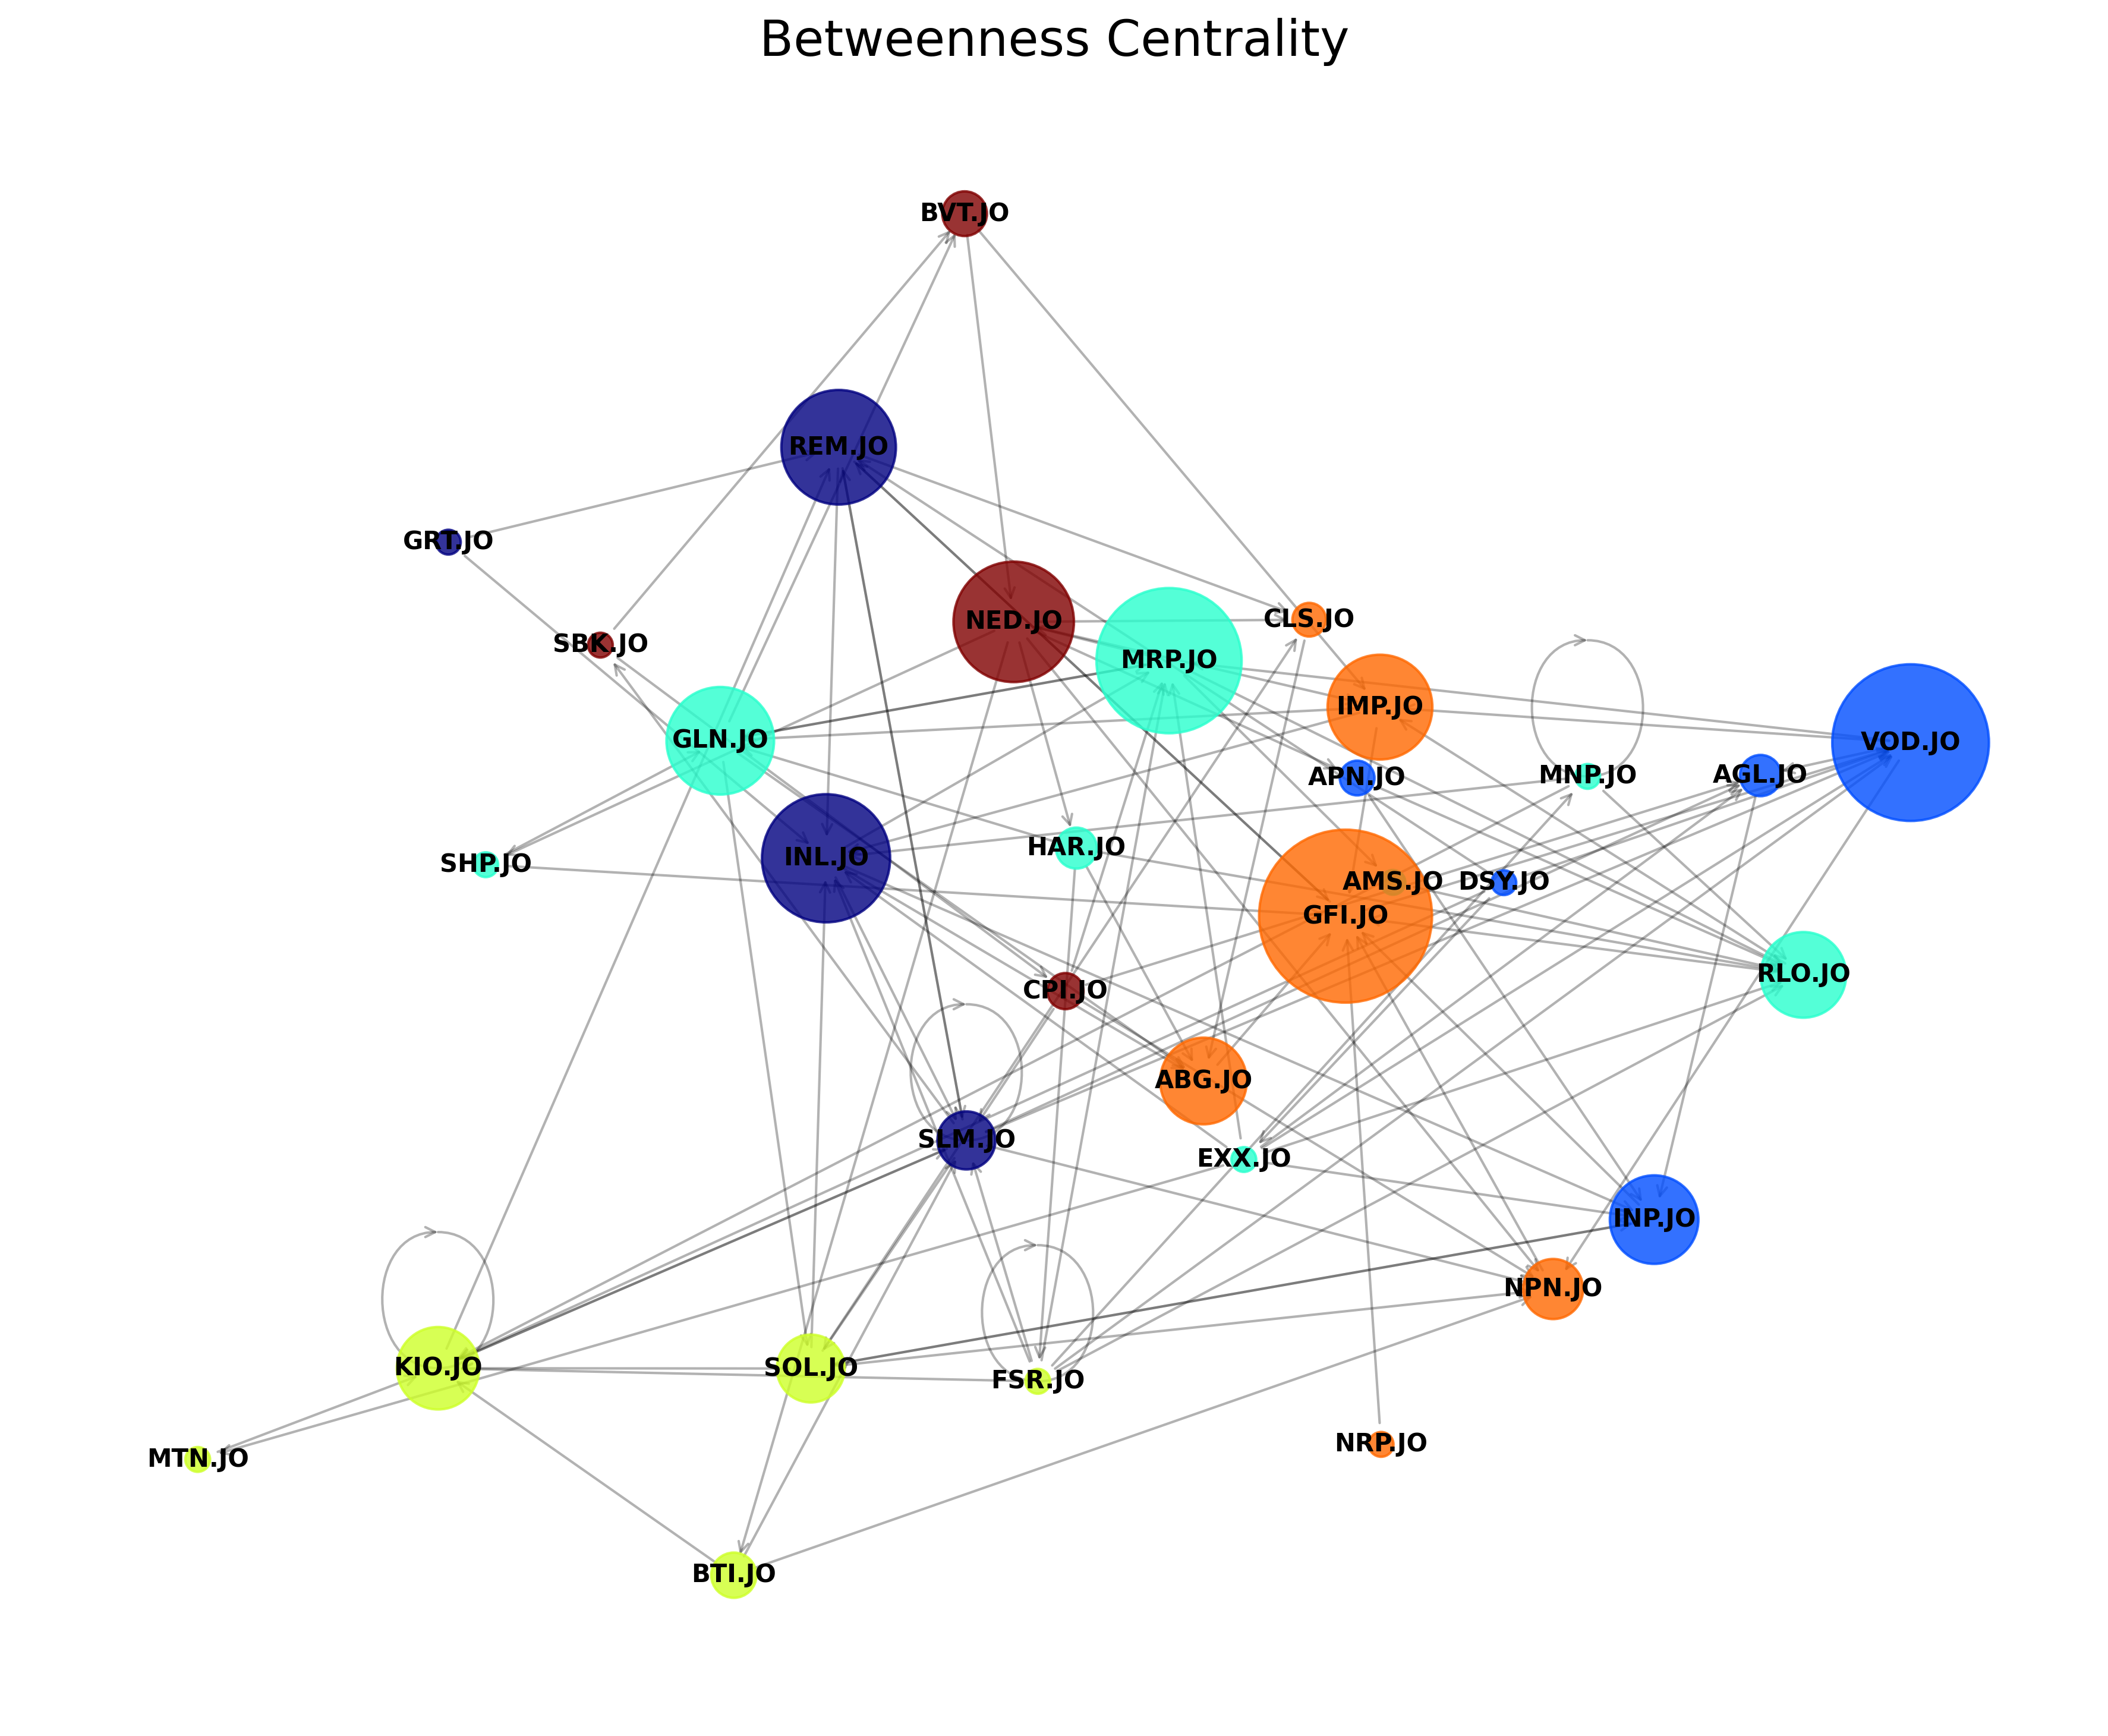 Betweenness Centrality
BVT.JO
REM.JO
GRT.JO
SBK.JO
NED.JO
CLS.JO
MRP.JO
IMP.JO
GLN.JO
VOD.JO
APN.JO
MNP.JO
AGL.JO
SHP.JO
INL.JO
HAR.JO
AMS.JO
DSY.JO
GFI.JO
CPI.JO
RLO.JO
ABG.JO
SLM.JO
EXX.JO
INP.JO
NPN.JO
KIO.JO
SOL.JO
FSR.JO
MTN.JO
NRP.JO
BTI.JO